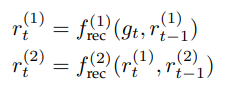 r_t^{(1)} = f_{rec}^{(1)}(g_t, r_{t-1}^{(1)})
r_t^{(2)} = f_{rec}^{(2)}(r_t^{(1)}, r_{t-1}^{(2)})